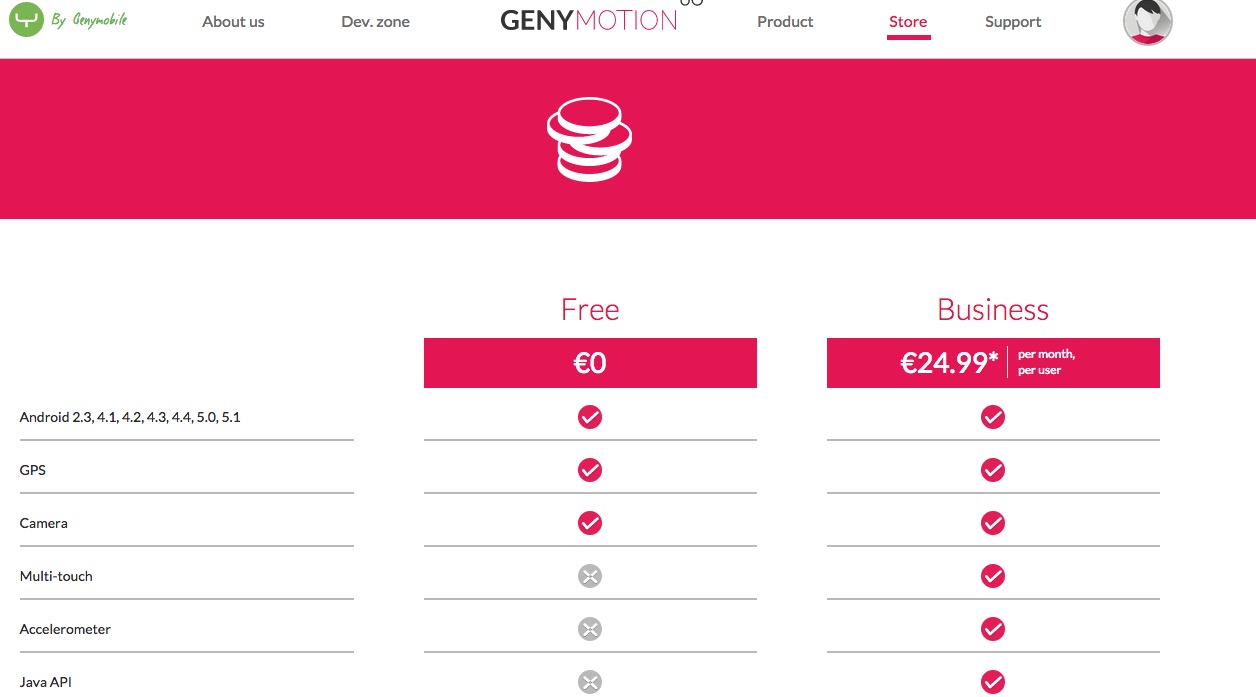 By Genymobile
About us
Dev. zone
GENYMOTION
Product
Store
Support
Free
Business
€0
€24.99*
per month,
per user
Android 2.3, 4.1, 4.2, 4.3, 4.4, 5.0, 5.1
GPS
Camera
Multi-touch
Accelerometer
Java API